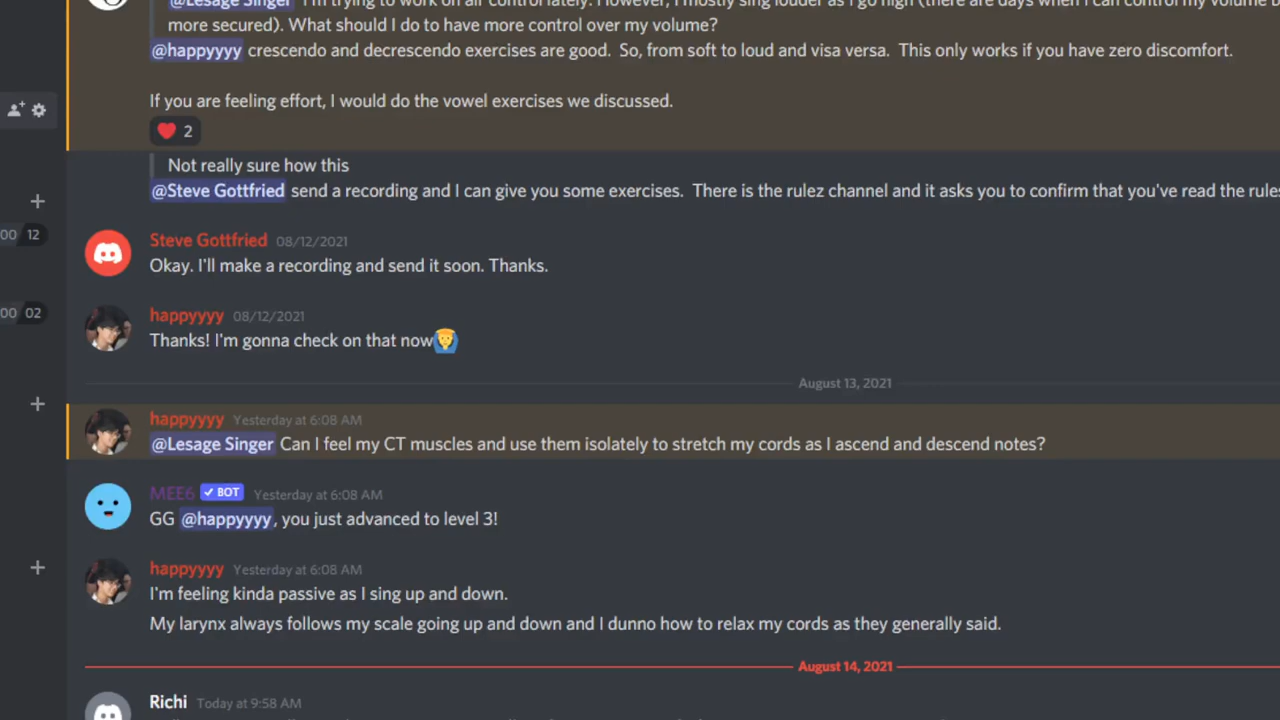 @Lesage Singer I'm trying to work on air control lately. However, I mostly sing louder as I go high (there are days when I can control my volume
more secured). What should I do to have more control over my volume?
@happyyyy crescendo and decrescendo exercises are good. So, from soft to loud and visa versa. This only works if you have zero discomfort.
If you are feeling effort, I would do the vowel exercises we discussed.
2
Not really sure how this
@Steve Gottfried send a recording and I can give you some exercises. There is the rulez channel and it asks you to confirm that you've read the rules
Steve Gottfried 08/12/2021
Okay. I'll make a recording and send it soon. Thanks.
00 12
happyyyy 08/12/2021
00 02
Thanks! I'm gonna check on that now
August 13, 2021
happyyyy Yesterday at 6:08 AM
@Lesage Singer Can I feel my CT muscles and use them isolately to stretch my cords as I ascend and descend notes?
MEE6 ✓ BOT Yesterday at 6:08 AM
GG @happyyyy, you just advanced to level 3!
happyyyy Yesterday at 6:08 AM
I'm feeling kinda passive as I sing up and down.
My larynx always follows my scale going up and down and I dunno how to relax my cords as they generally said.
August 14, 2021
Richi Today at 9:58 AM